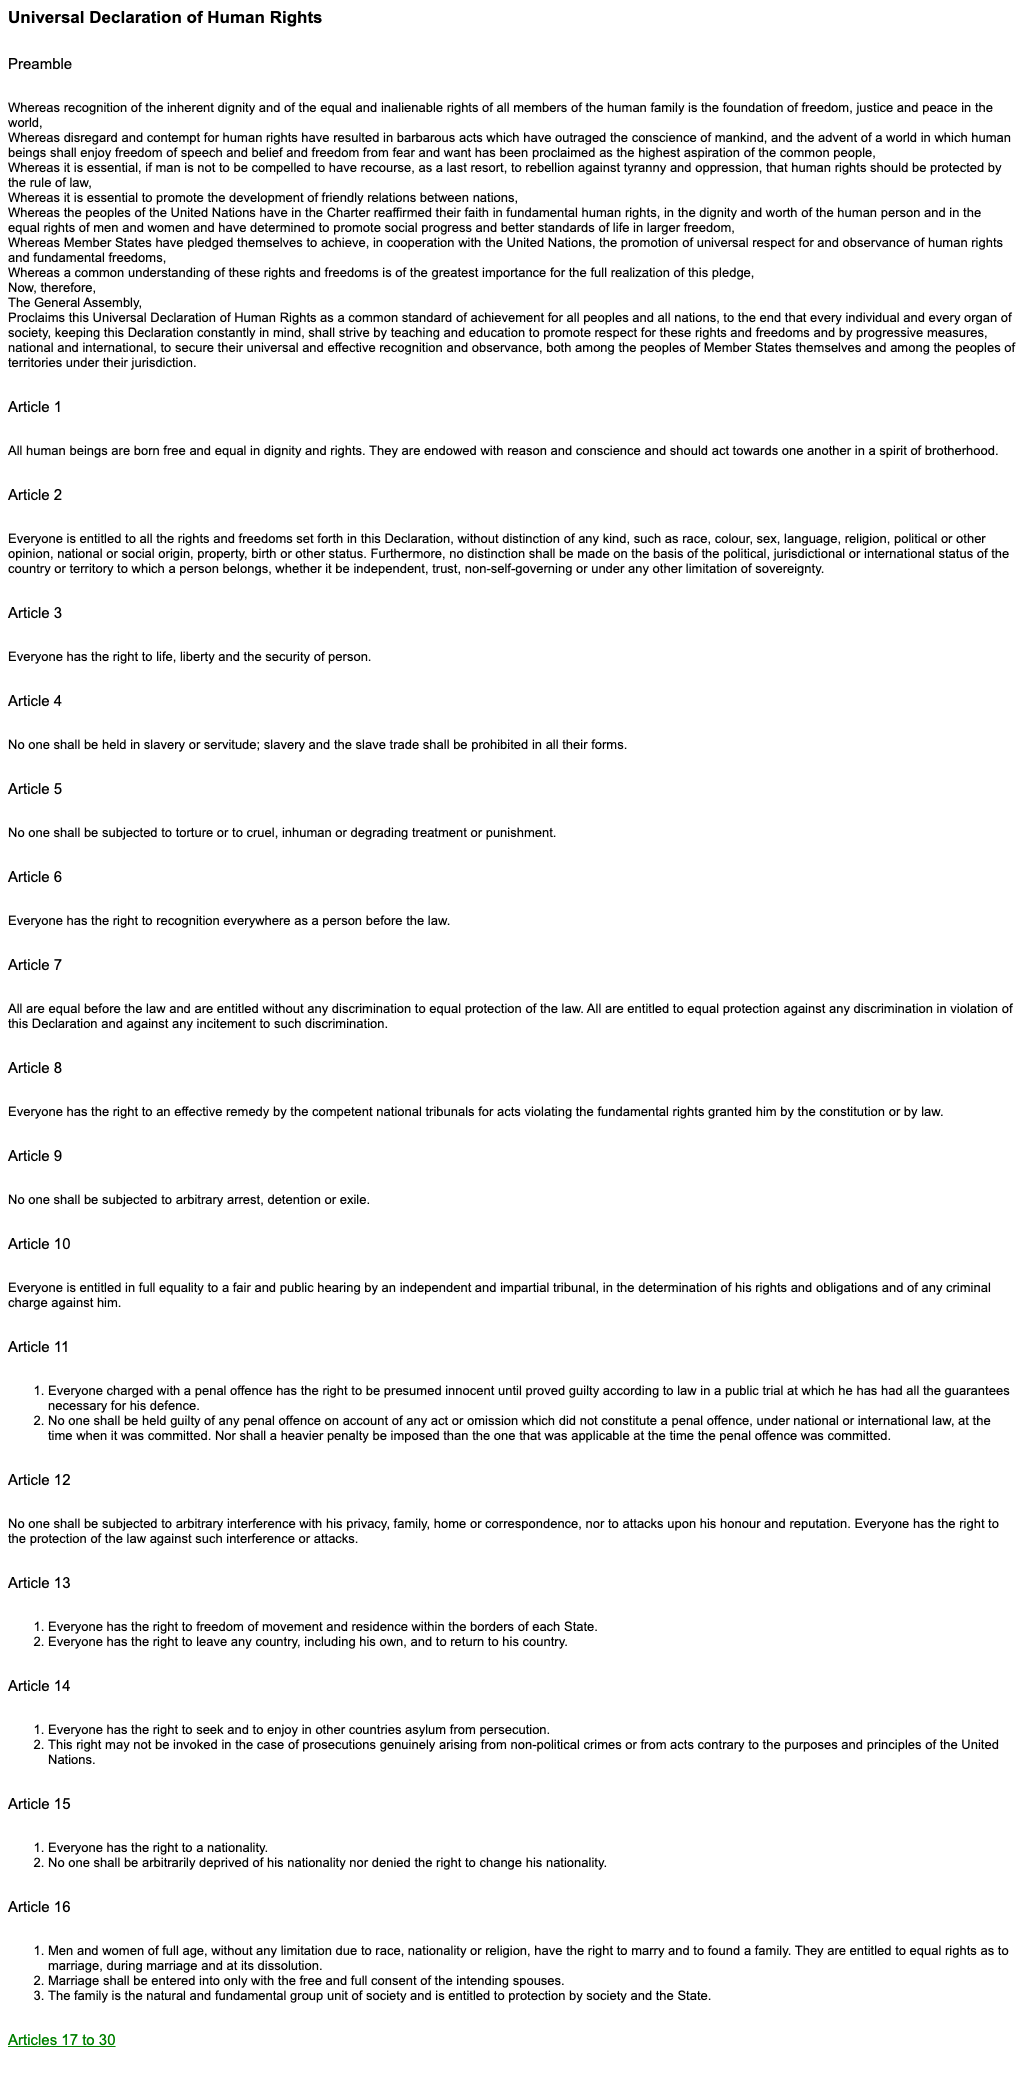 Universal Declaration of Human Rights
Preamble
Whereas recognition of the inherent dignity and of the equal and inalienable rights of all members of the human family is the foundation of freedom, justice and peace in the
world,
Whereas disregard and contempt for human rights have resulted in barbarous acts which have outraged the conscience of mankind, and the advent of a world in which human
beings shall enjoy freedom of speech and belief and freedom from fear and want has been proclaimed as the highest aspiration of the common people,
Whereas it is essential, if man is not to be compelled to have recourse, as a last resort, to rebellion against tyranny and oppression, that human rights should be protected by
the rule of law,
Whereas it is essential to promote the development of friendly relations between nations,
Whereas the peoples of the United Nations have in the Charter reaffirmed their faith in fundamental human rights, in the dignity and worth of the human person and in the
equal rights of men and women and have determined to promote social progress and better standards of life in larger freedom,
Whereas Member States have pledged themselves to achieve, in cooperation with the United Nations, the promotion of universal respect for and observance of human rights
and fundamental freedoms,
Whereas a common understanding of these rights and freedoms is of the greatest importance for the full realization of this pledge,
Now, therefore,
The General Assembly,
Proclaims this Universal Declaration of Human Rights as a common standard of achievement for all peoples and all nations, to the end that every individual and every organ of
society, keeping this Declaration constantly in mind, shall strive by teaching and education to promote respect for these rights and freedoms and by progressive measures,
national and international, to secure their universal and effective recognition and observance, both among the peoples of Member States themselves and among the peoples of
territories under their jurisdiction.
Article 1
All human beings are born free and equal in dignity and rights. They are endowed with reason and conscience and should act towards one another in a spirit of brotherhood.
Article 2
Everyone is entitled to all the rights and freedoms set forth in this Declaration, without distinction of any kind, such as race, colour, sex, language, religion, political or other
opinion, national or social origin, property, birth or other status. Furthermore, no distinction shall be made on the basis of the political, jurisdictional or international status of the
country or territory to which a person belongs, whether it be independent, trust, non-self-governing or under any other limitation of sovereignty.
Article 3
Everyone has the right to life, liberty and the security of person.
Article 4
No one shall be held in slavery or servitude; slavery and the slave trade shall be prohibited in all their forms.
Article 5
No one shall be subjected to torture or to cruel, inhuman or degrading treatment or punishment.
Article 6
Everyone has the right to recognition everywhere as a person before the law.
Article 7
All are equal before the law and are entitled without any discrimination to equal protection of the law. All are entitled to equal protection against any discrimination in violation of
this Declaration and against any incitement to such discrimination.
Article 8
Everyone has the right to an effective remedy by the competent national tribunals for acts violating the fundamental rights granted him by the constitution or by law.
Article 9
No one shall be subjected to arbitrary arrest, detention or exile.
Article 10
Everyone is entitled in full equality to a fair and public hearing by an independent and impartial tribunal, in the determination of his rights and obligations and of any criminal
charge against him.
Article 11
1. Everyone charged with a penal offence has the right to be presumed innocent until proved guilty according to law in a public trial at which he has had all the guarantees
necessary for his defence.
2. No one shall be held guilty of any penal offence on account of any act or omission which did not constitute a penal offence, under national or international law, at the
time when it was committed. Nor shall a heavier penalty be imposed than the one that was applicable at the time the penal offence was committed.
Article 12
No one shall be subjected to arbitrary interference with his privacy, family, home or correspondence, nor to attacks upon his honour and reputation. Everyone has the right to
the protection of the law against such interference or attacks.
Article 13
1. Everyone has the right to freedom of movement and residence within the borders of each State.
2. Everyone has the right to leave any country, including his own, and to return to his country.
Article 14
1. Everyone has the right to seek and to enjoy in other countries asylum from persecution.
2. This right may not be invoked in the case of prosecutions genuinely arising from non-political crimes or from acts contrary to the purposes and principles of the United
Nations.
Article 15
1. Everyone has the right to a nationality.
2. No one shall be arbitrarily deprived of his nationality nor denied the right to change his nationality.
Article 16
1. Men and women of full age, without any limitation due to race, nationality or religion, have the right to marry and to found a family. They are entitled to equal rights as to
marriage, during marriage and at its dissolution.
2. Marriage shall be entered into only with the free and full consent of the intending spouses.
3. The family is the natural and fundamental group unit of society and is entitled to protection by society and the State.
Articles 17 to 30